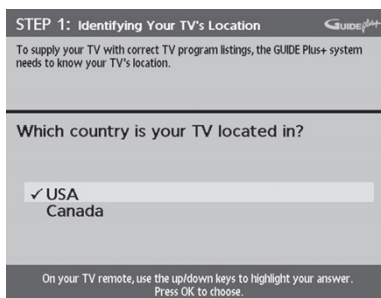 STEP 1: Identifying Your TV's Location
GUIDE plus+
To supply your TV with correct TV program listings, the GUIDE Plus+ system
needs to know your TV's location.
Which country is your TV located in?
✓ USA
Canada
On your TV remote, use the up/down keys to highlight your answer.
Press OK to choose.